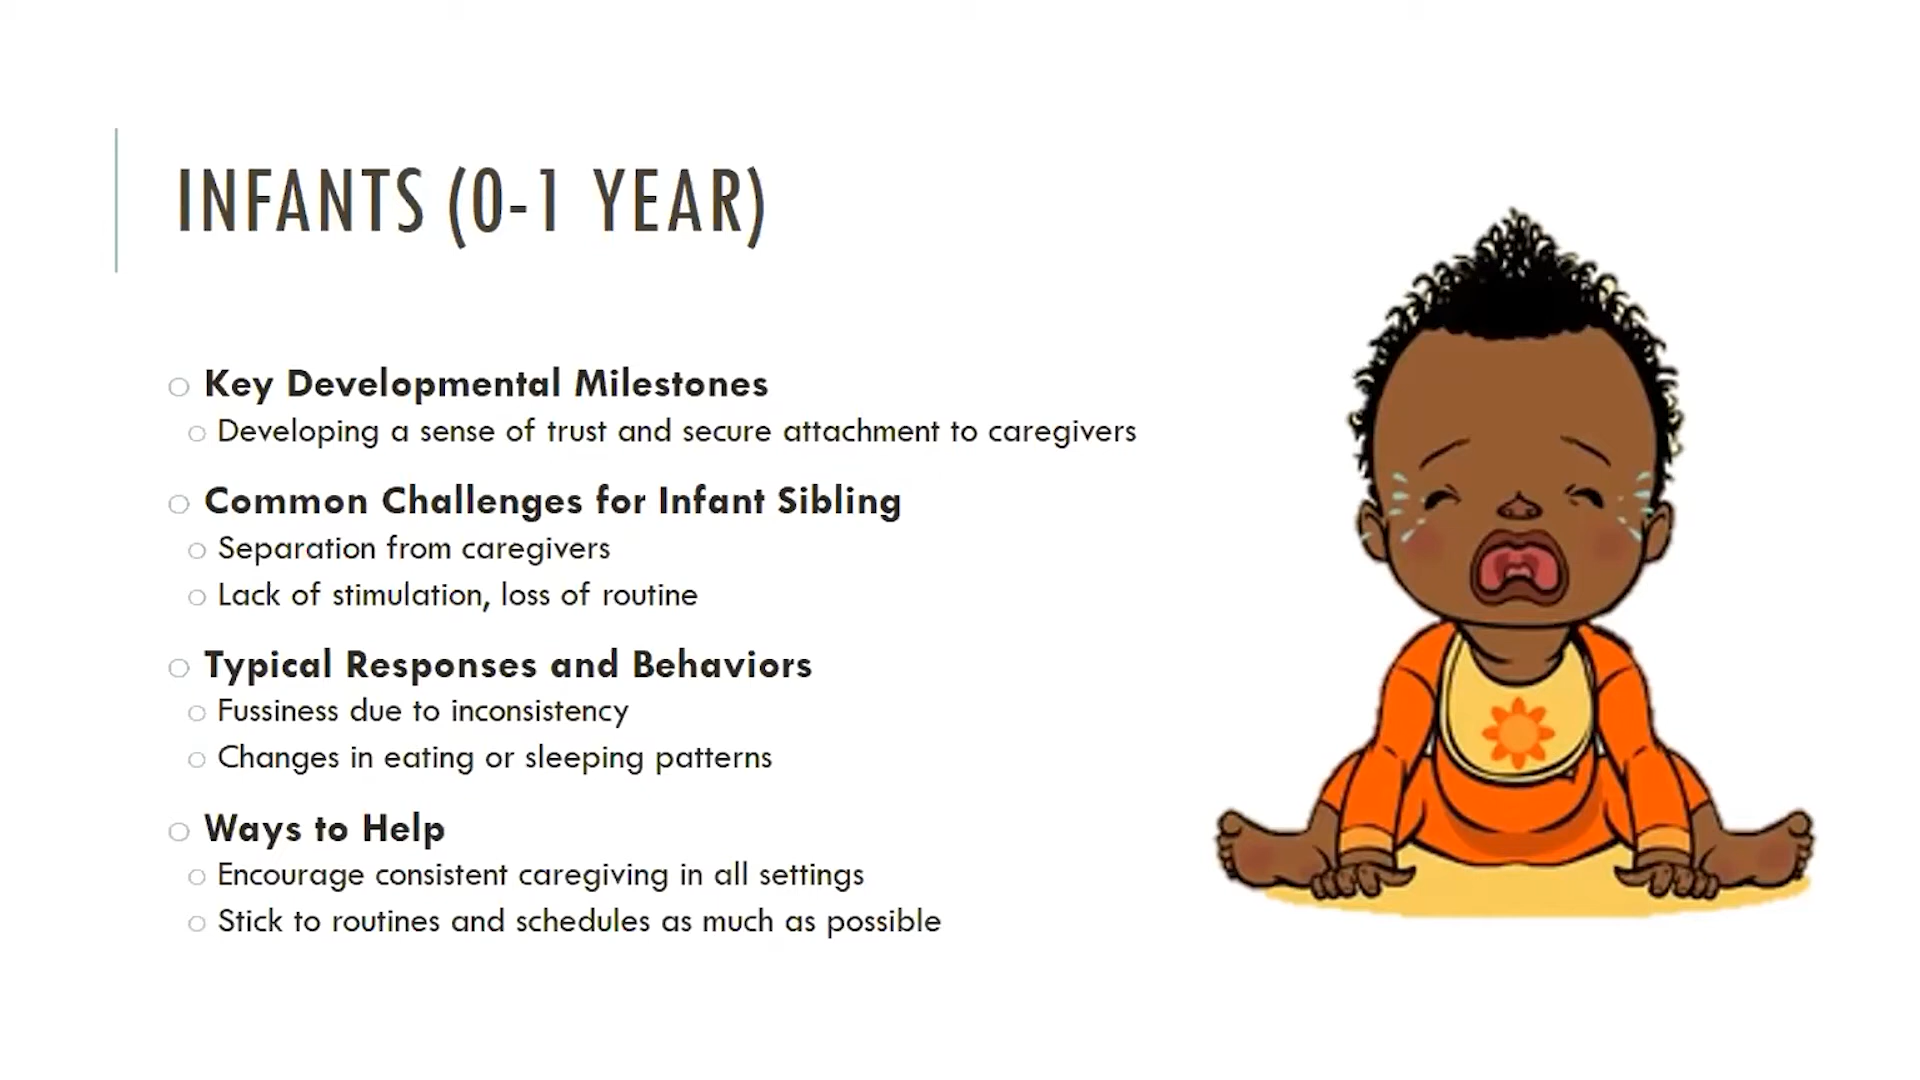 INFANTS (0-1 YEAR)
Key Developmental Milestones
Developing a sense of trust and secure attachment to caregivers
Common Challenges for Infant Sibling
Separation from caregivers
Lack of stimulation, loss of routine
Typical Responses and Behaviors
Fussiness due to inconsistency
Changes in eating or sleeping patterns
Ways to Help
Encourage consistent caregiving in all settings
Stick to routines and schedules as much as possible